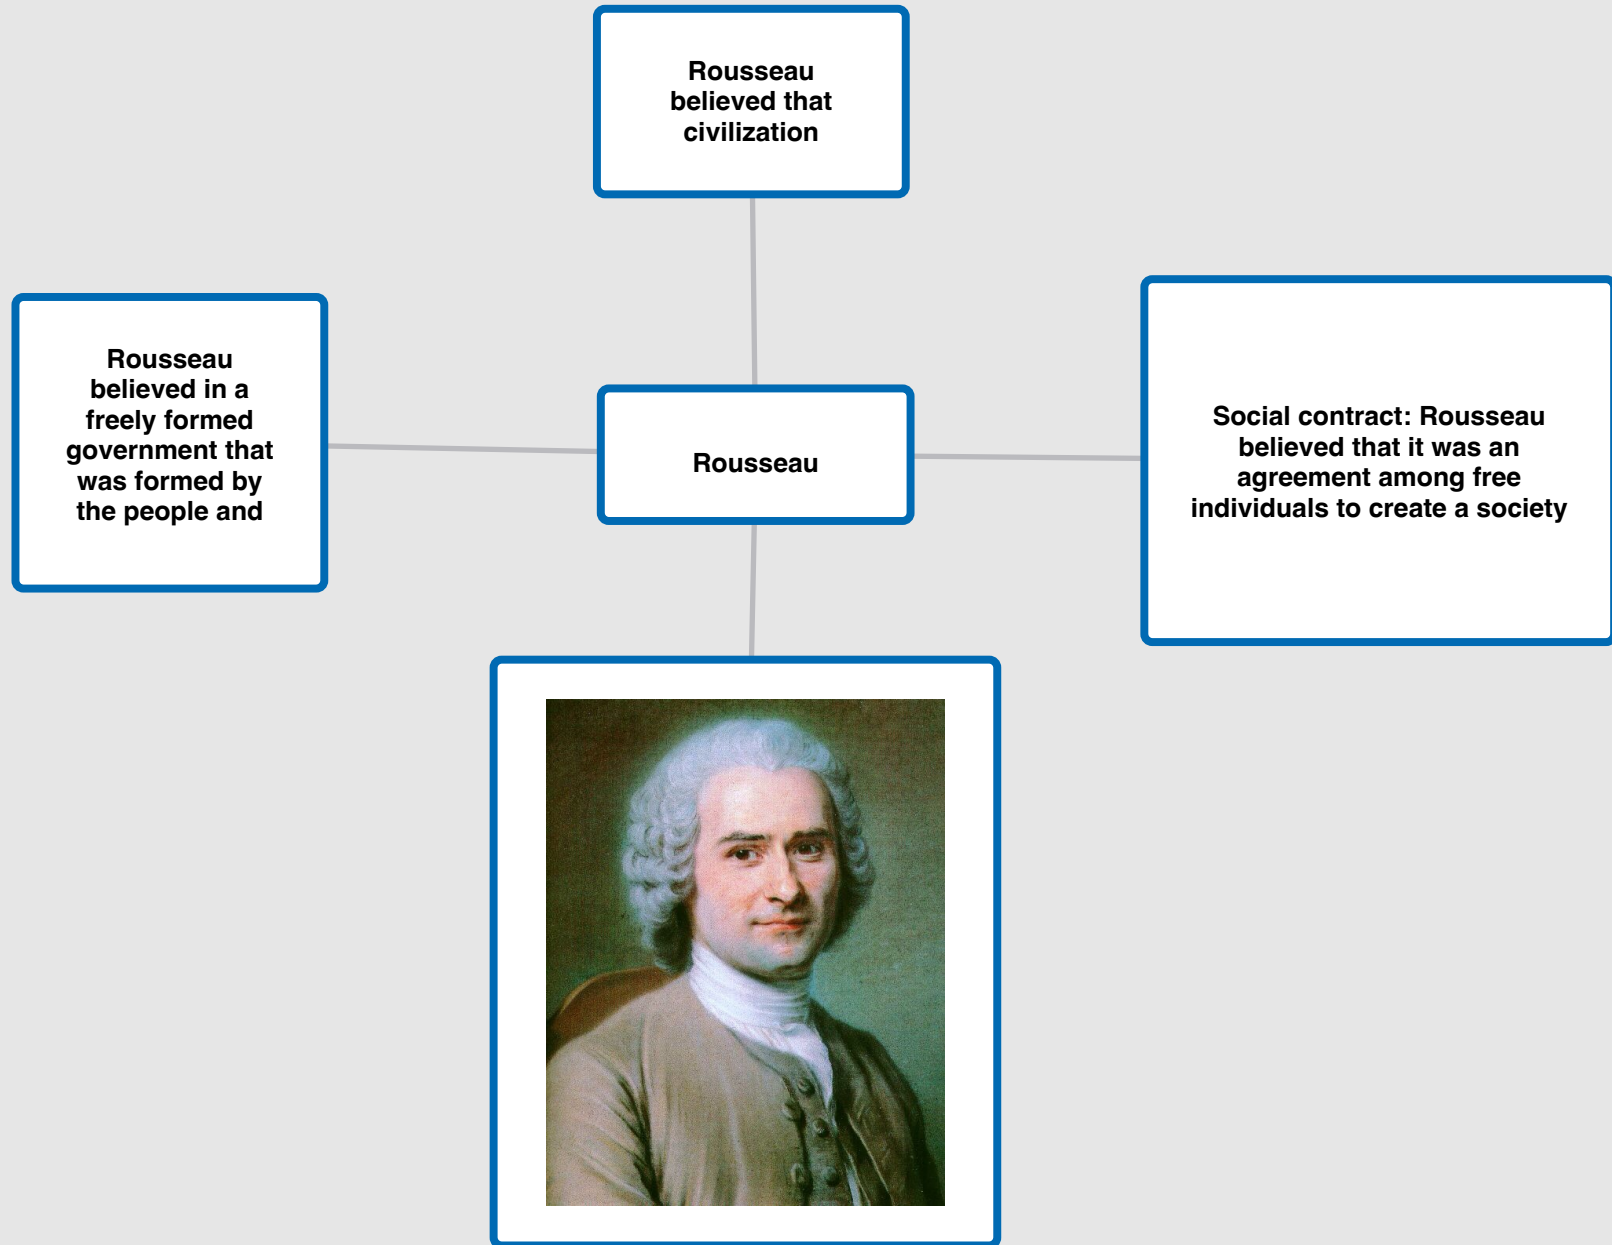 Rousseau
believed that
civilization
Rousseau
believed in a
freely formed
government that
was formed by
the people and
Rousseau
Social contract: Rousseau
believed that it was an
agreement among free
individuals to create a society